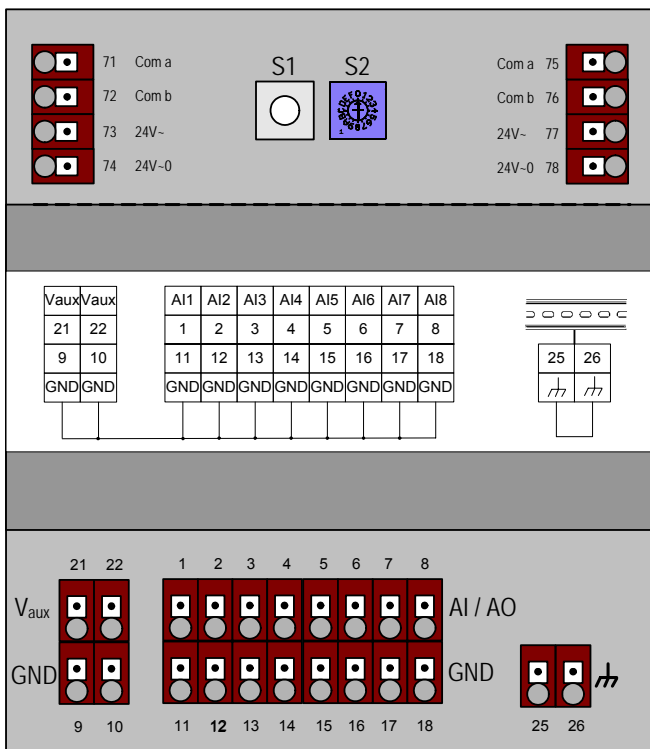 S1 S2
71 Com a Com a 75
72 Com b Com b 76
73 24V~ 24V~ 77
74 24V~0 24V~0 78
Vaux Vaux AI1 AI2 AI3 AI4 AI5 AI6 AI7 AI8
21 22 1 2 3 4 5 6 7 8
9 10 11 12 13 14 15 16 17 18 25 26
GND GND GND GND GND GND GND GND GND GND
21 22 1 2 3 4 5 6 7 8
Vaux AI / AO
GND GND
9 10 11 12 13 14 15 16 17 18 25 26